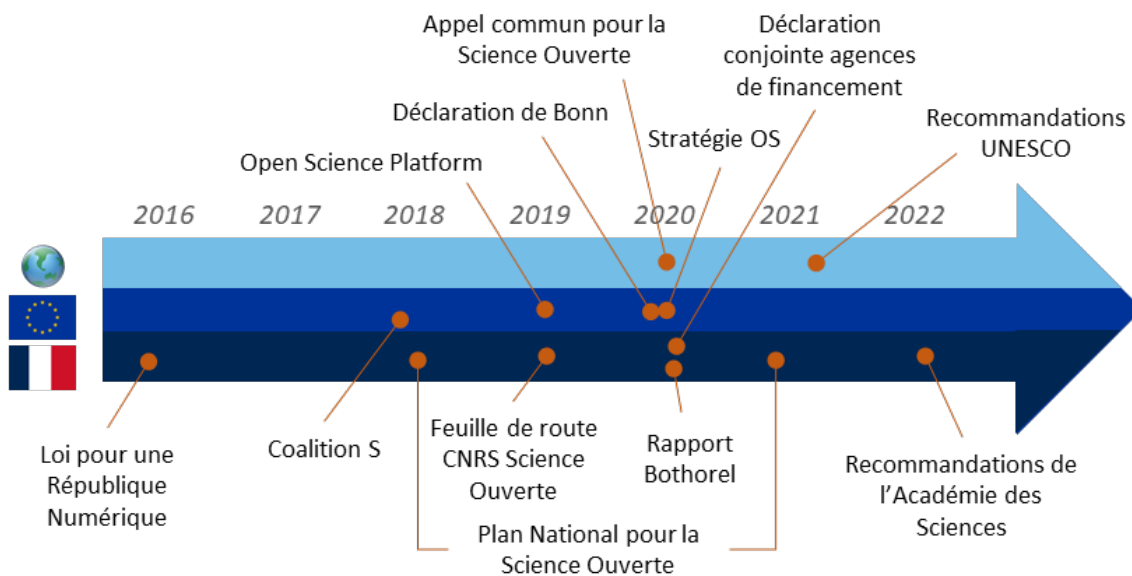 Appel commun pour la
Science Ouverte
Déclaration
conjointe agences
de financement
Déclaration de Bonn
Stratégie OS
Recommandations
UNESCO
Open Science Platform
2016
2017
2018
2019
2020
2021
2022
Loi pour une
République
Numérique
Coalition S
Feuille de route
CNRS Science
Ouverte
Rapport
Bothorel
Recommandations de
l’Académie des
Sciences
Plan National pour la
Science Ouverte